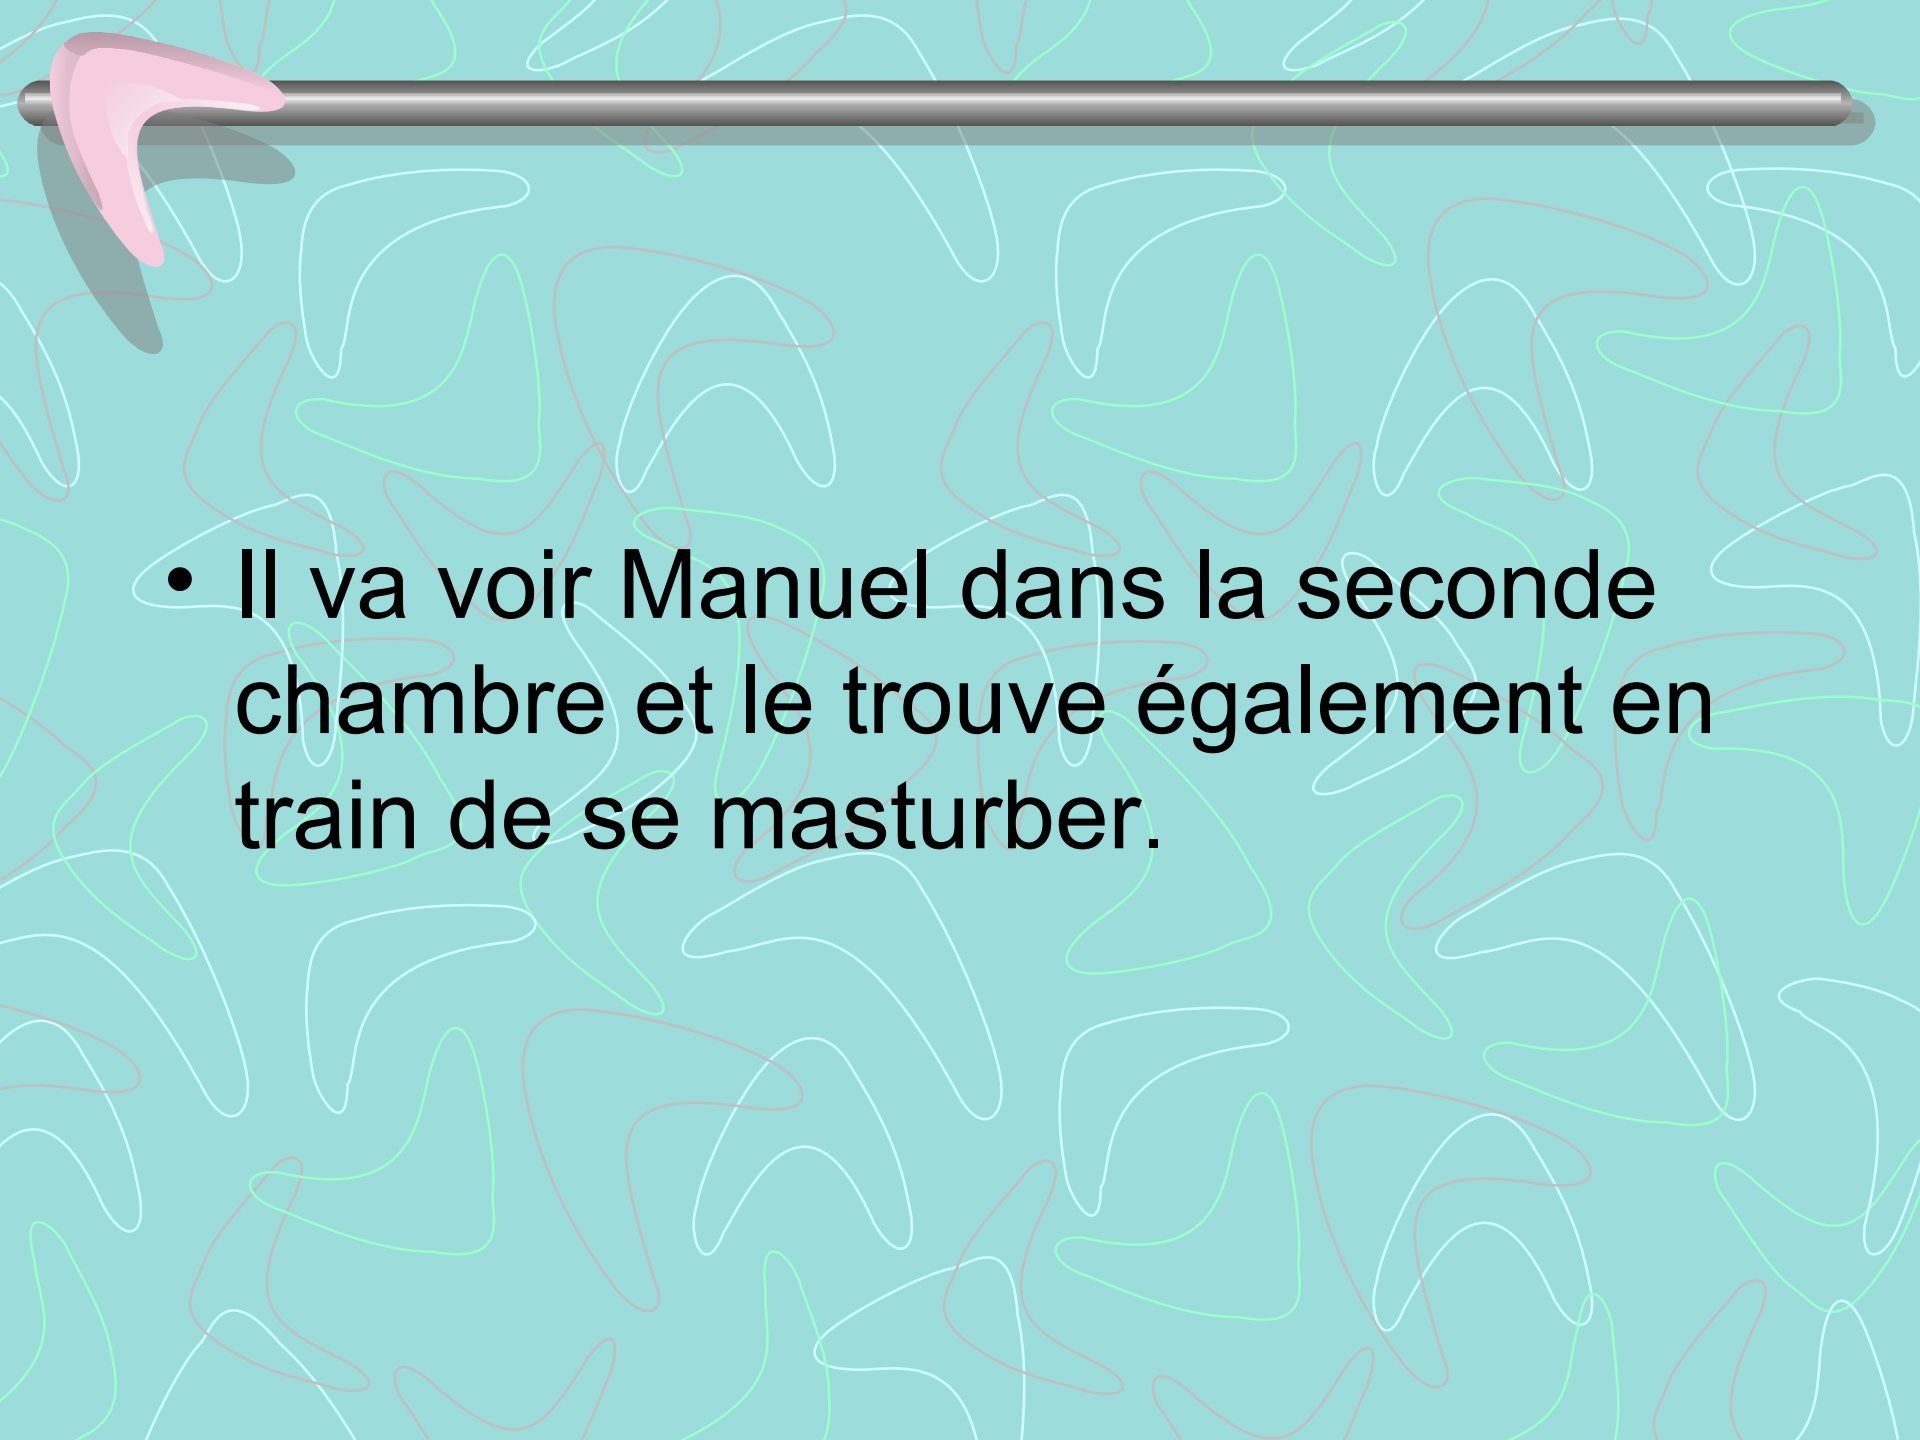 • Il va voir Manuel dans la seconde
chambre et le trouve également en
train de se masturber.